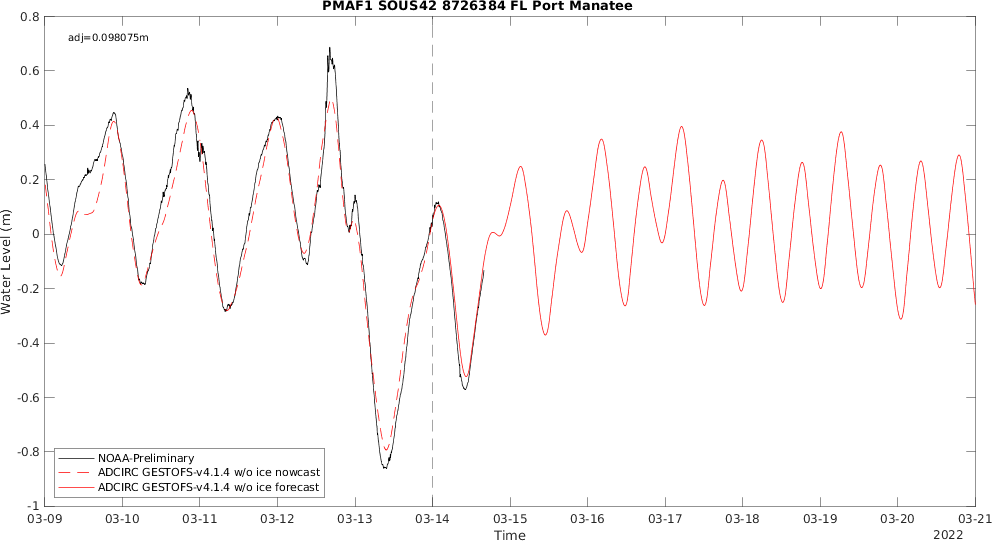 PMAF1 SOUS42 8726384 FL Port Manatee
adj=0.098075m
0.8
0.6
0.4
0.2
0
-0.2
-0.4
-0.6
-0.8
-1
Water Level (m)
NOAA-Preliminary
ADCIRC GESTOFS-v4.1.4 w/o ice nowcast
ADCIRC GESTOFS-v4.1.4 w/o ice forecast
03-09 03-10 03-11 03-12 03-13 03-14 03-15 03-16 03-17 03-18 03-19 03-20 03-21
Time
2022